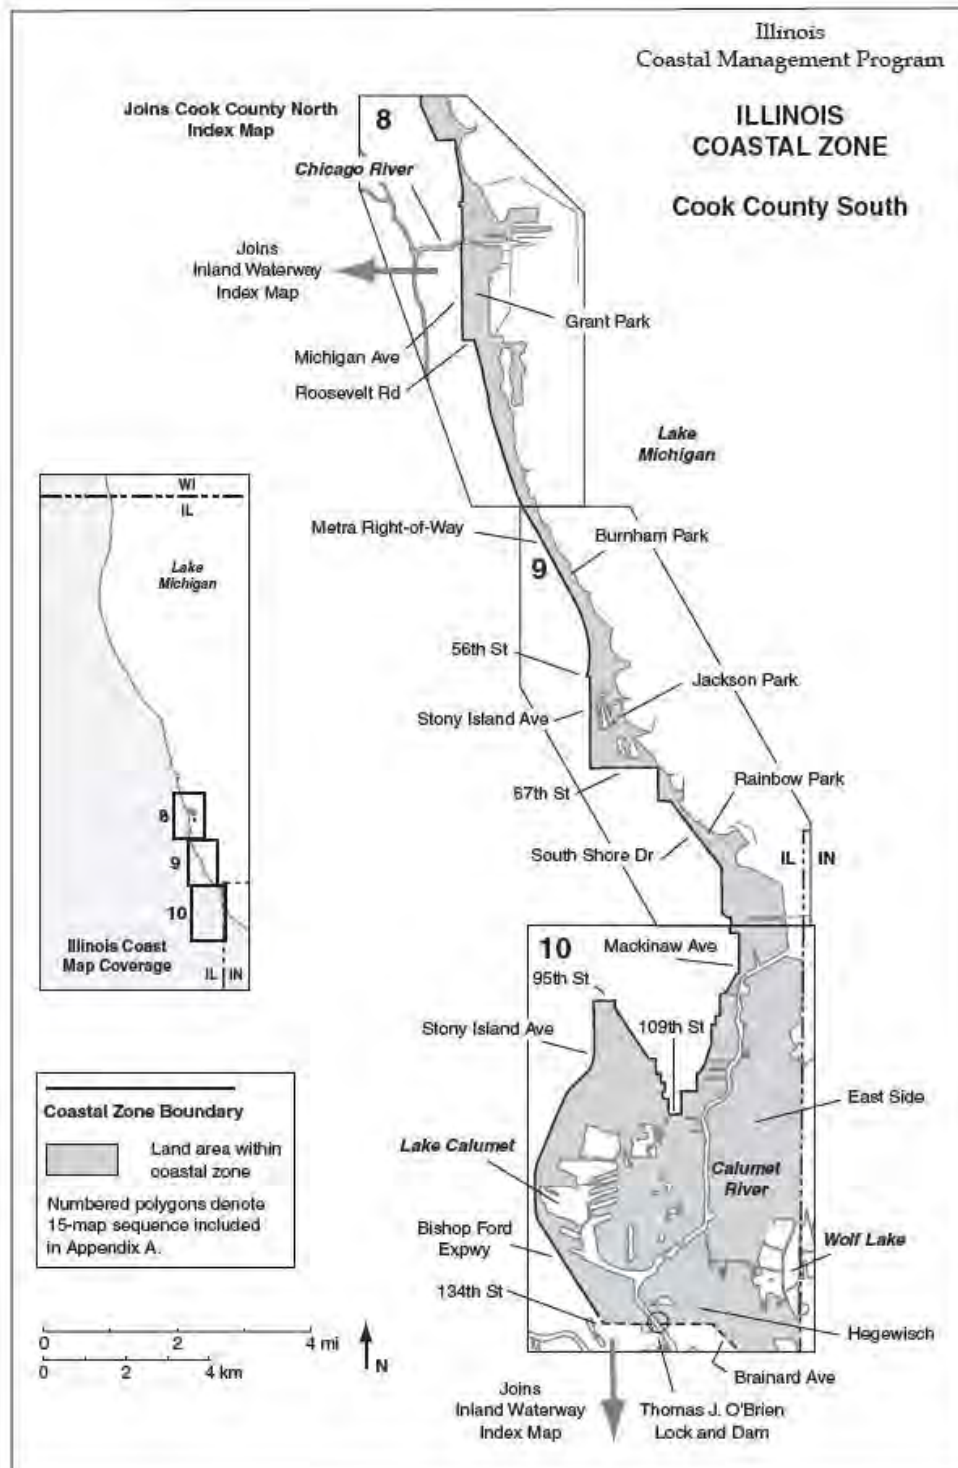 Illinois
Coastal Management Program
ILLINOIS
COASTAL ZONE
Cook County South
Joins Cook County North
Index Map
8
Chicago River
Joins
Inland Waterway
Index Map
Grant Park
Michigan Ave
Roosevelt Rd
Lake
Michigan
Metra Right-of-Way
Burnham Park
9
56th St
Jackson Park
Stony Island Ave
67th St
Rainbow Park
South Shore Dr
IL
IN
WI
IL
Lake
Michigan
8
9
10
Illinois Coast
Map Coverage
IL
IN
10
Mackinaw Ave
95th St
109th St
Stony Island Ave
East Side
Lake Calumet
Calumet
River
Bishop Ford
Expwy
Wolf Lake
134th St
Hegewisch
Brainard Ave
Joins
Inland Waterway
Index Map
Thomas J. O'Brien
Lock and Dam
Coastal Zone Boundary
Land area within
coastal zone
Numbered polygons denote
15-map sequence included
in Appendix A.
0 2 4 mi
0 2 4 km
N